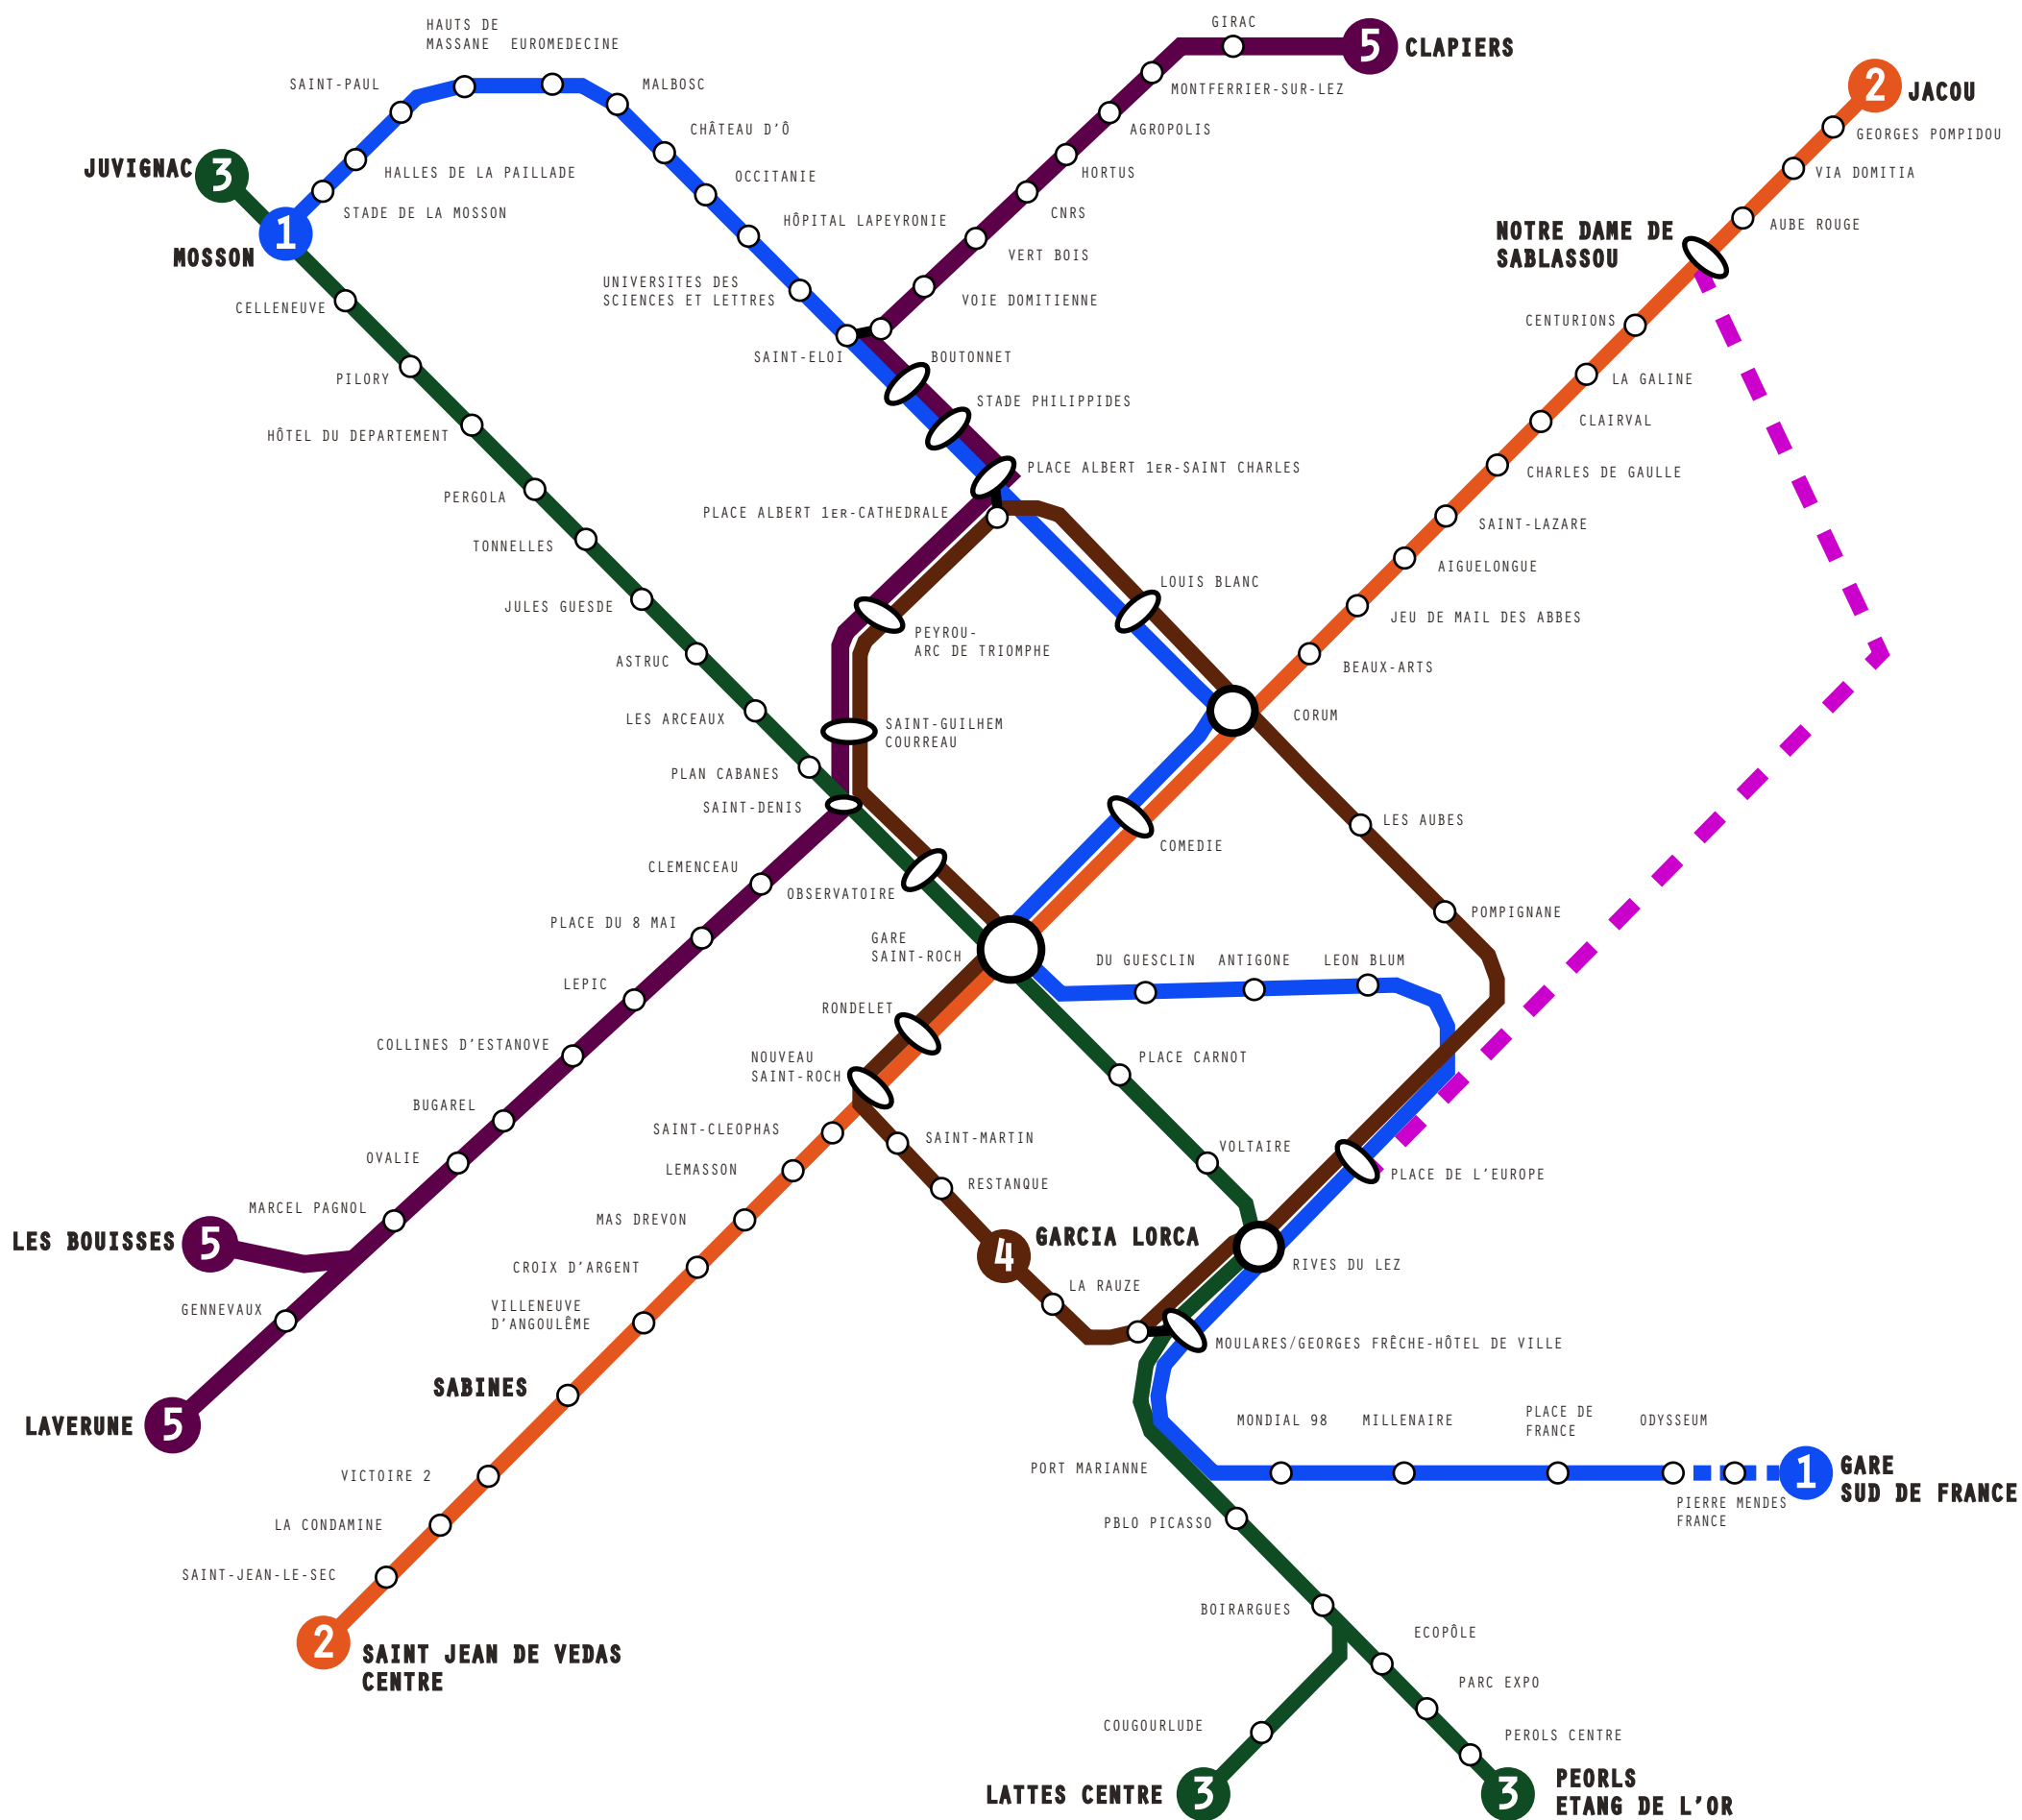 HAUTS DE
MASSANE
EUROMEDECINE
GIRAC
5
CLAPIERS
SAINT-PAUL
MALBOSC
MONTFERRIER-SUR-LEZ
2
JACOU
CHÂTEAU D'Ô
AGROPOLIS
GEORGES POMPIDOU
JUVIGNAC
3
HALLES DE LA PAILLADE
OCCITANIE
HORTUS
VIA DOMITIA
STADE DE LA MOSSON
HÔPITAL LAPEYRONIE
CNRS
AUBE ROUGE
1
MOSSON
VERT BOIS
NOTRE DAME DE
SABLASSOU
UNIVERSITES DES
SCIENCES ET LETTRES
VOIE DOMITIENNE
CELLENEUVE
CENTURIONS
SAINT-ELOI
BOUTONNET
PILORY
LA GALINE
STADE PHILIPPIDES
CLAIRVAL
HÔTEL DU DEPARTEMENT
PLACE ALBERT 1ER-SAINT CHARLES
CHARLES DE GAULLE
PERGOLA
PLACE ALBERT 1ER-CATHEDRALE
SAINT-LAZARE
TONNELLES
AIGUELONGUE
LOUIS BLANC
JULES GUESDE
JEU DE MAIL DES ABBES
PEYROU-
ARC DE TRIOMPHE
ASTRUC
BEAUX-ARTS
LES ARCEAUX
SAINT-GUILHEM
COURREAU
CORUM
PLAN CABANES
SAINT-DENIS
LES AUBES
COMEDIE
CLEMENCEAU
OBSERVATOIRE
PLACE DU 8 MAI
POMPIGNANE
GARE
SAINT-ROCH
DU GUESCLIN
ANTIGONE
LEON BLUM
LEPIC
RONDELET
COLLINES D'ESTANOVE
NOUVEAU
SAINT-ROCH
PLACE CARNOT
BUGAREL
SAINT-CLEOPHAS
SAINT-MARTIN
VOLTAIRE
OVALIE
LEMASSON
RESTANQUE
PLACE DE L'EUROPE
MARCEL PAGNOL
MAS DREVON
LES BOUISSES
5
4
GARCIA LORCA
CROIX D'ARGENT
RIVES DU LEZ
LA RAUZE
GENNEVAUX
VILLENEUVE
D'ANGOULÊME
MOULARES/GEORGES FRÊCHE-HÔTEL DE VILLE
SABINES
LAVERUNE
5
MONDIAL 98
MILLENAIRE
PLACE DE
FRANCE
ODYSSEUM
PORT MARIANNE
VICTOIRE 2
1
GARE
SUD DE FRANCE
PIERRE MENDES
FRANCE
LA CONDAMINE
PBLO PICASSO
SAINT-JEAN-LE-SEC
BOIRARGUES
ECOPÔLE
2
SAINT JEAN DE VEDAS
CENTRE
PARC EXPO
COUGOURLUDE
PEROLS CENTRE
LATTES CENTRE
3
3
PEORLS
ETANG DE L'OR